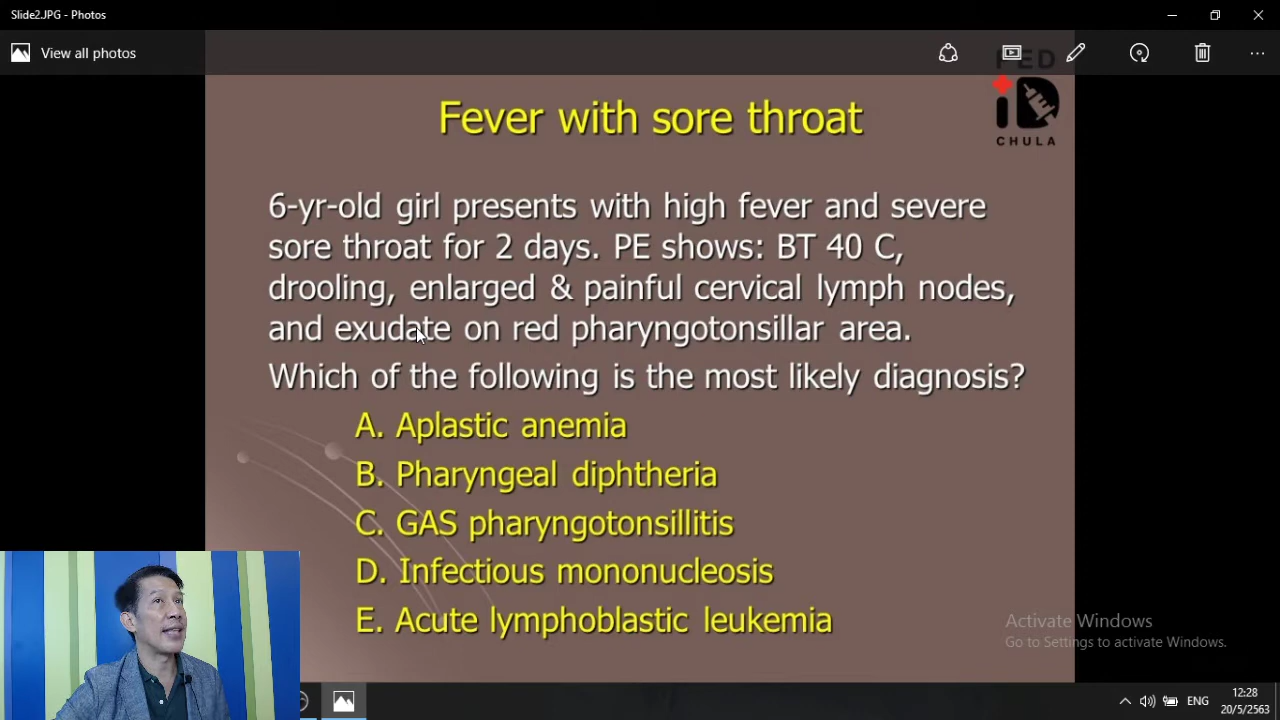 Slide2.JPG - Photos
View all photos
PED
iD
CHULA
Fever with sore throat
6-yr-old girl presents with high fever and severe
sore throat for 2 days. PE shows: BT 40 C,
drooling, enlarged & painful cervical lymph nodes,
and exudate on red pharyngotonsillar area.
Which of the following is the most likely diagnosis?
A. Aplastic anemia
B. Pharyngeal diphtheria
C. GAS pharyngotonsillitis
D. Infectious mononucleosis
E. Acute lymphoblastic leukemia
Activate Windows
Go to Settings to activate Windows.
ENG
12:28
20/5/2563